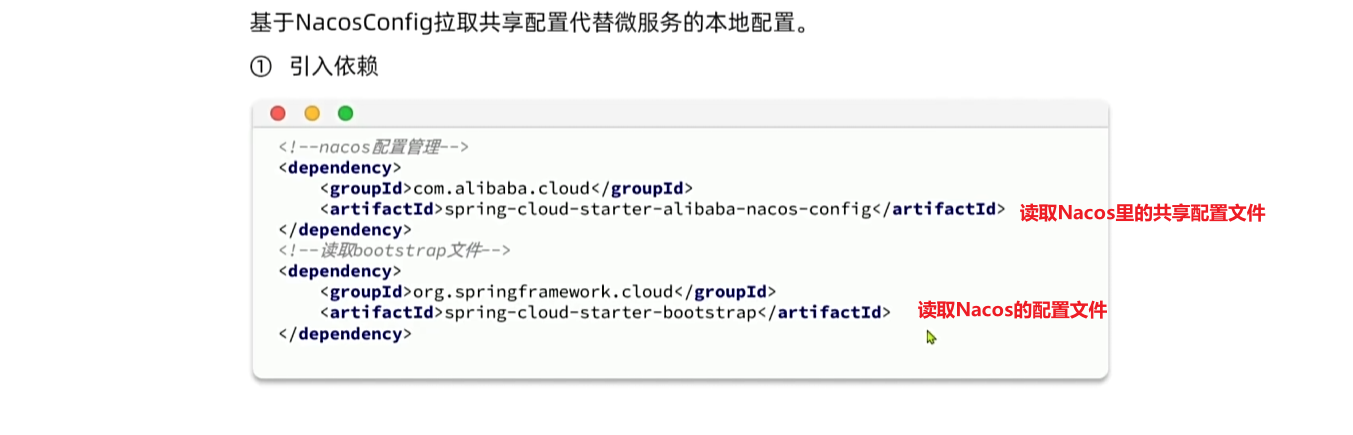 基于NacosConfig拉取共享配置代替微服务的本地配置。
① 引入依赖
<!--nacos配置管理-->
<dependency>
    <groupId>com.alibaba.cloud</groupId>
    <artifactId>spring-cloud-starter-alibaba-nacos-config</artifactId> 读取Nacos里的共享配置文件
</dependency>
<!--读取bootstrap文件-->
<dependency>
    <groupId>org.springframework.cloud</groupId>
    <artifactId>spring-cloud-starter-bootstrap</artifactId> 读取Nacos的配置文件
</dependency>